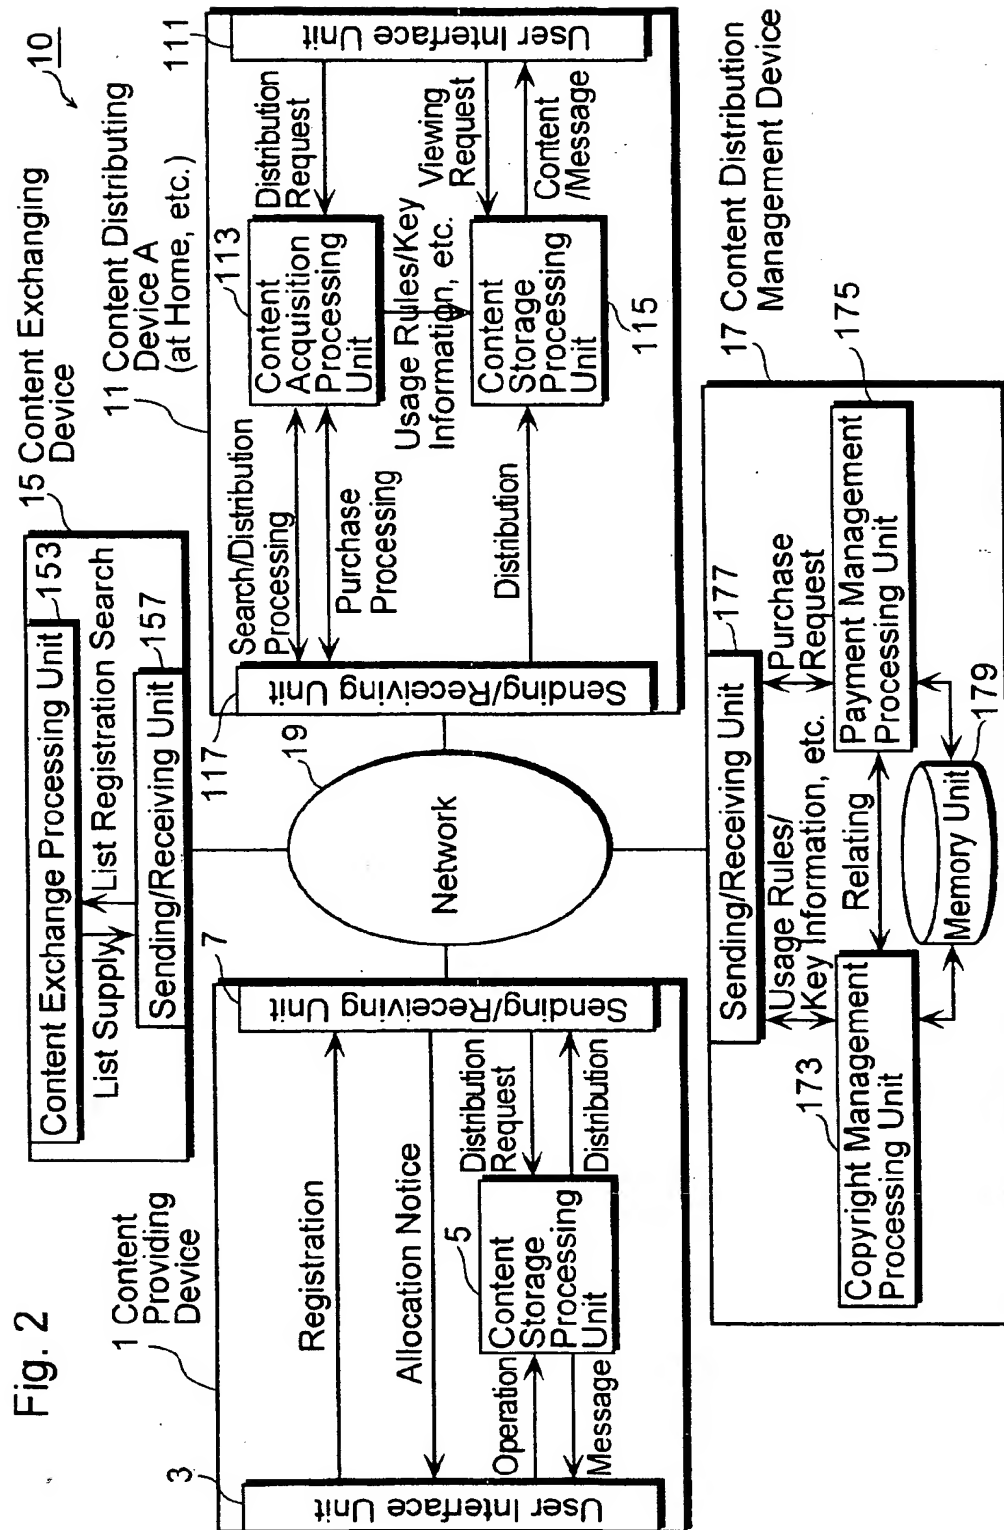 Fig. 2
10
15 Content Exchanging
Device
Content Exchange Processing Unit
153
List Supply
List Registration
Search
157
Sending/Receiving Unit
1 Content
Providing
Device
3
User Interface Unit
Registration
Allocation Notice
Operation
Message
5
Content
Storage
Processing
Unit
Distribution
Request
Distribution
7
Sending/Receiving Unit
19
Network
11 Content Distributing
Device A
(at Home, etc.)
117
Sending/Receiving Unit
Search/Distribution
Processing
Purchase
Processing
Distribution
113
Content
Acquisition
Processing
Unit
Usage Rules/Key
Information, etc.
Content
Storage
Processing
Unit
115
Distribution
Request
Viewing
Request
Content
/Message
111
User Interface Unit
17 Content Distribution
Management Device
177
Sending/Receiving Unit
Usage Rules/
Key Information, etc.
Purchase
Request
173
Copyright Management
Processing Unit
Relating
175
Payment Management
Processing Unit
179
Memory Unit